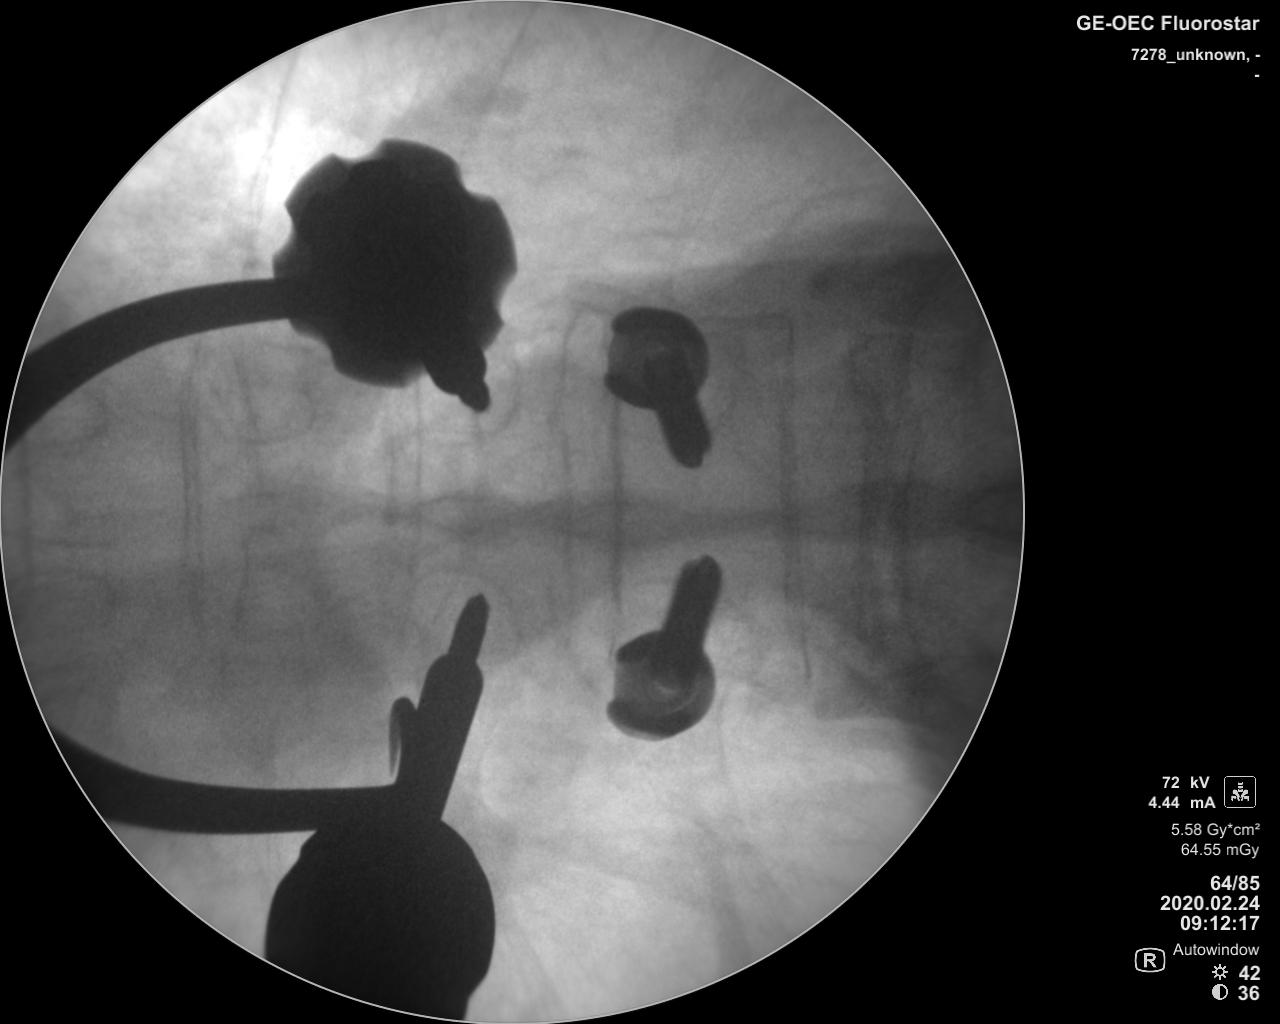 GE-OEC Fluorostar
7278_unknown, -
-
72 kV
4.44 mA
5.58 Gy*cm²
64.55 mGy
64/85
2020.02.24
09:12:17
Autowindow
R
42
36